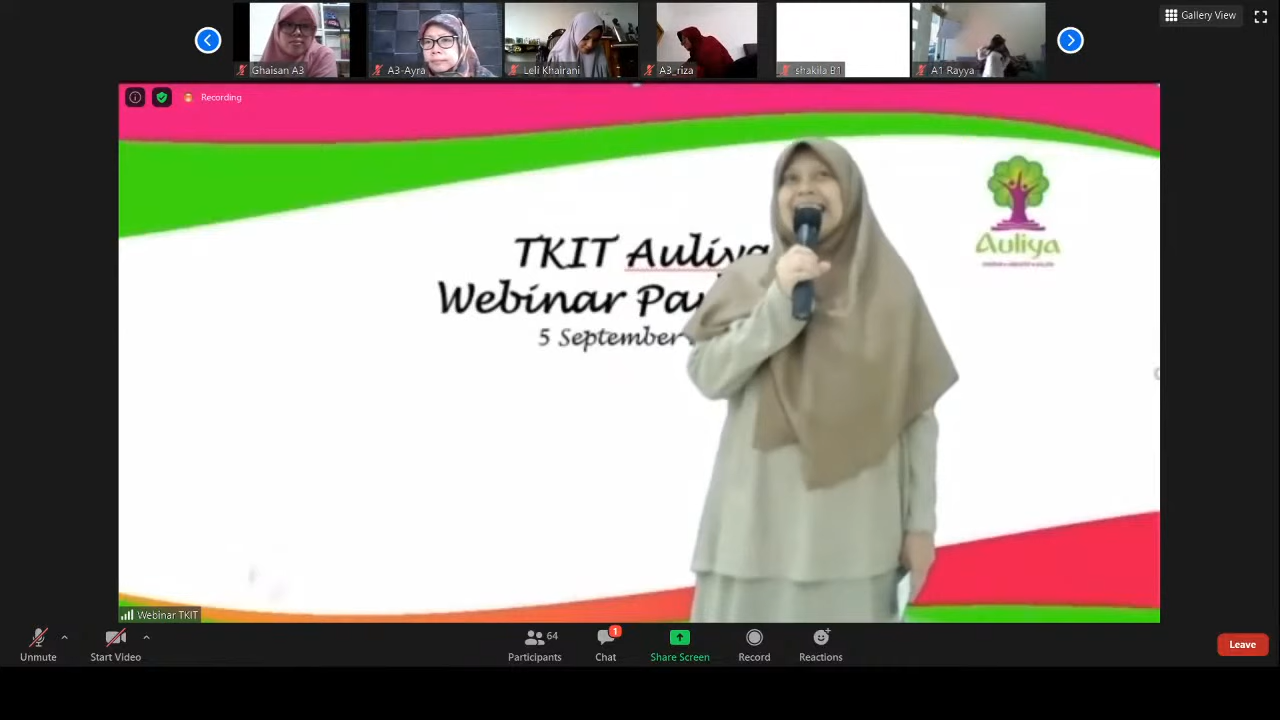 Gallery View
Ghaisan A3
A3-Ayra
Leli Khairani
A3_riza
shakila B1
A1 Rayya
Recording
Auliya
TKIT Auliya
Webinar
5 September
Webinar TKIT
Unmute
Start Video
64
Participants
1
Chat
Share Screen
Record
Reactions
Leave